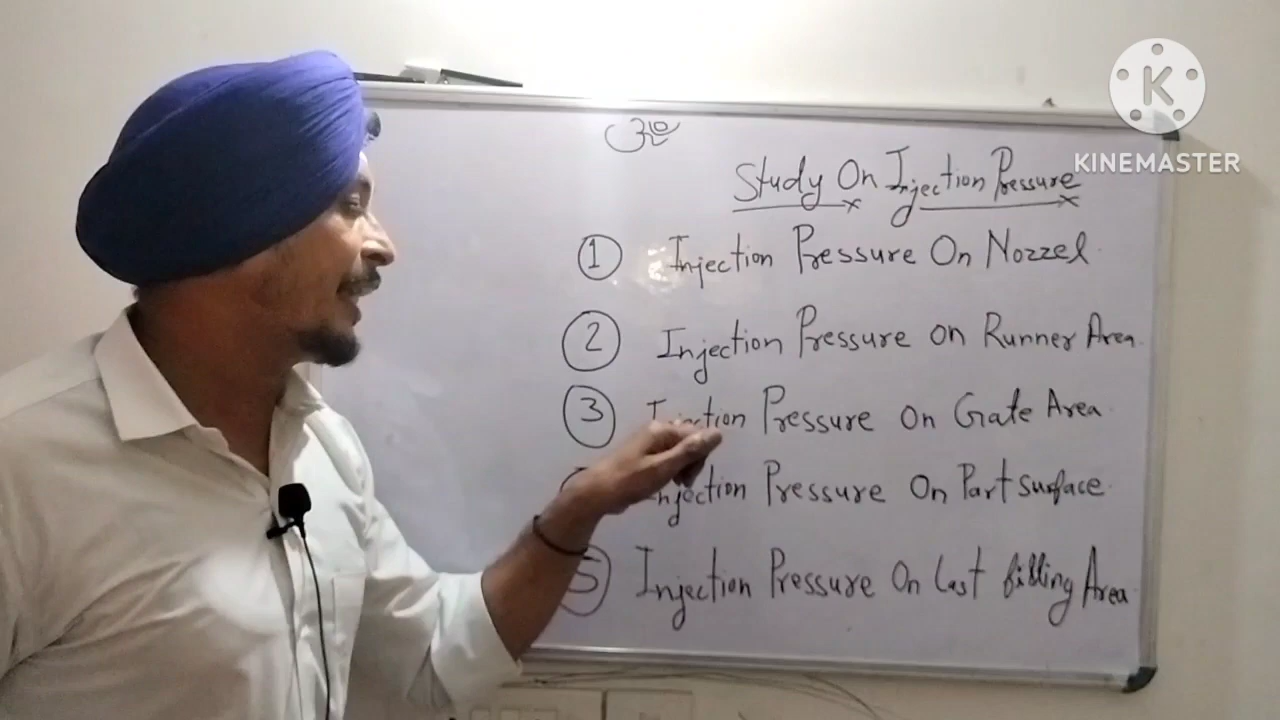 K
KINEMASTER
ੴ
Study On Injection Pressure
1 Injection Pressure On Nozzel
2 Injection Pressure on Runner Area
3 Injection Pressure on Gate Area
Injection Pressure On Part surface
5 Injection Pressure On Last filling Area